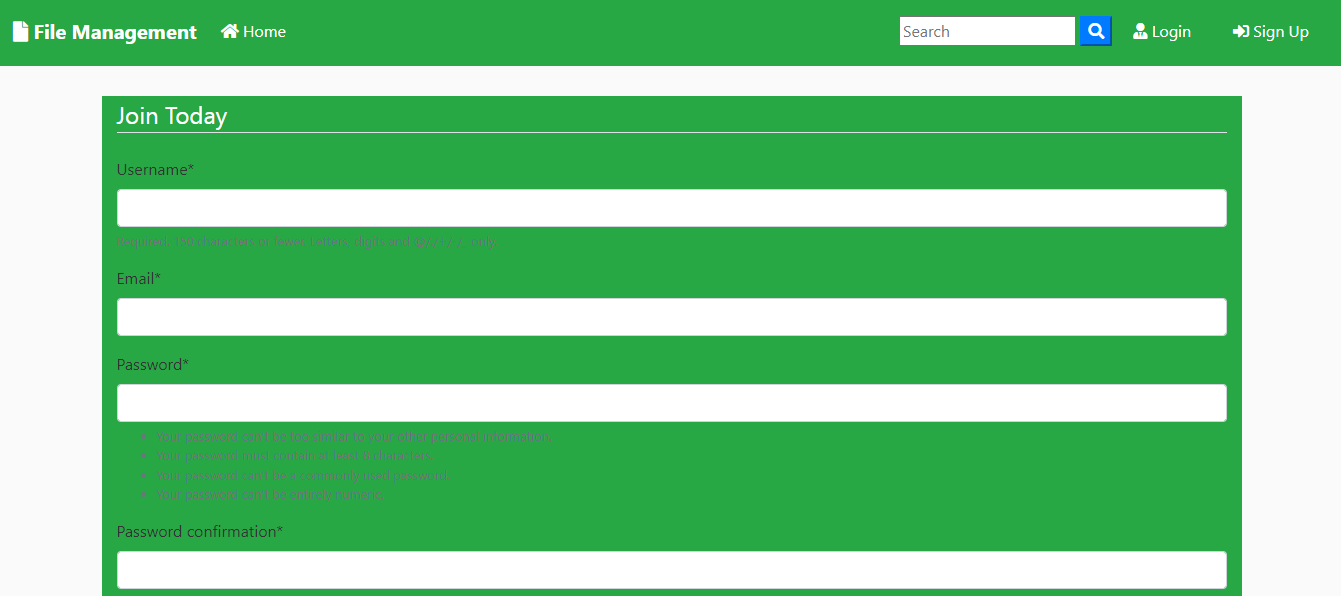 File Management Home Search Login Sign Up
Join Today
Username*
Required. 150 characters or fewer. Letters, digits and @/./+/-/_ only.
Email*
Password*
Your password can't be too similar to your other personal information.
Your password must contain at least 8 characters.
Your password can't be a commonly used password.
Your password can't be entirely numeric.
Password confirmation*